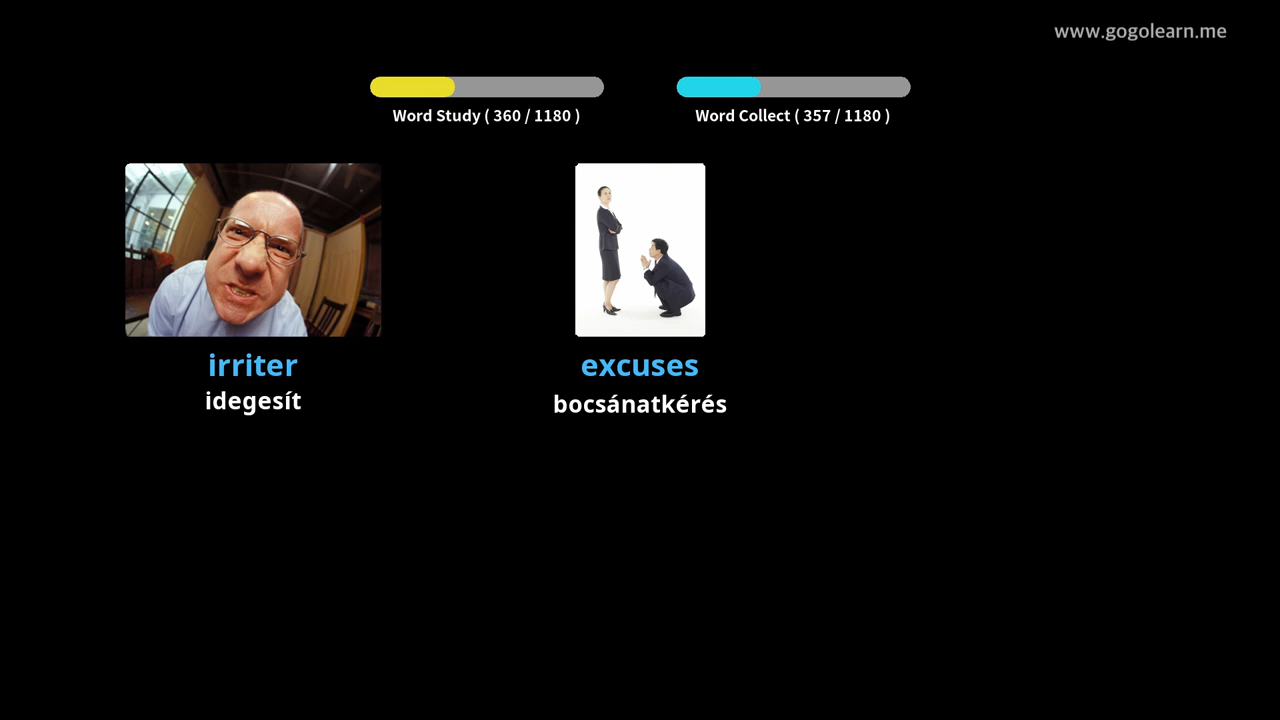 www.gogolearn.me
Word Study ( 360 / 1180 )
Word Collect ( 357 / 1180 )
irriter
idegesít
excuses
bocsánatkérés